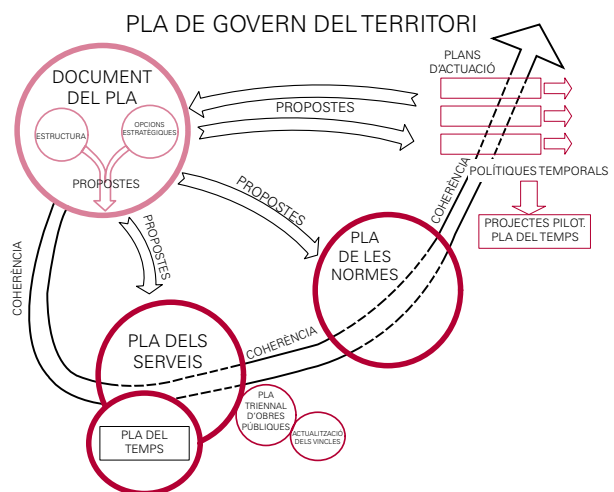 PLA DE GOVERN DEL TERRITORI
DOCUMENT
DEL PLA
ESTRUCTURA
OPCIONS
ESTRATÈGIQUES
PROPOSTES
PROPOSTES
PLANS
D'ACTUACIÓ
POLÍTIQUES TEMPORALS
PROJECTES PILOT.
PLA DEL TEMPS
PROPOSTES
PROPOSTES
COHERÈNCIA
PLA
DE LES
NORMES
COHERÈNCIA
COHERÈNCIA
PLA DELS
SERVEIS
PLA DEL
TEMPS
PLA
TRIENNAL
D'OBRES
PÚBLIQUES
ACTUALITZACIÓ
DELS VINCLES